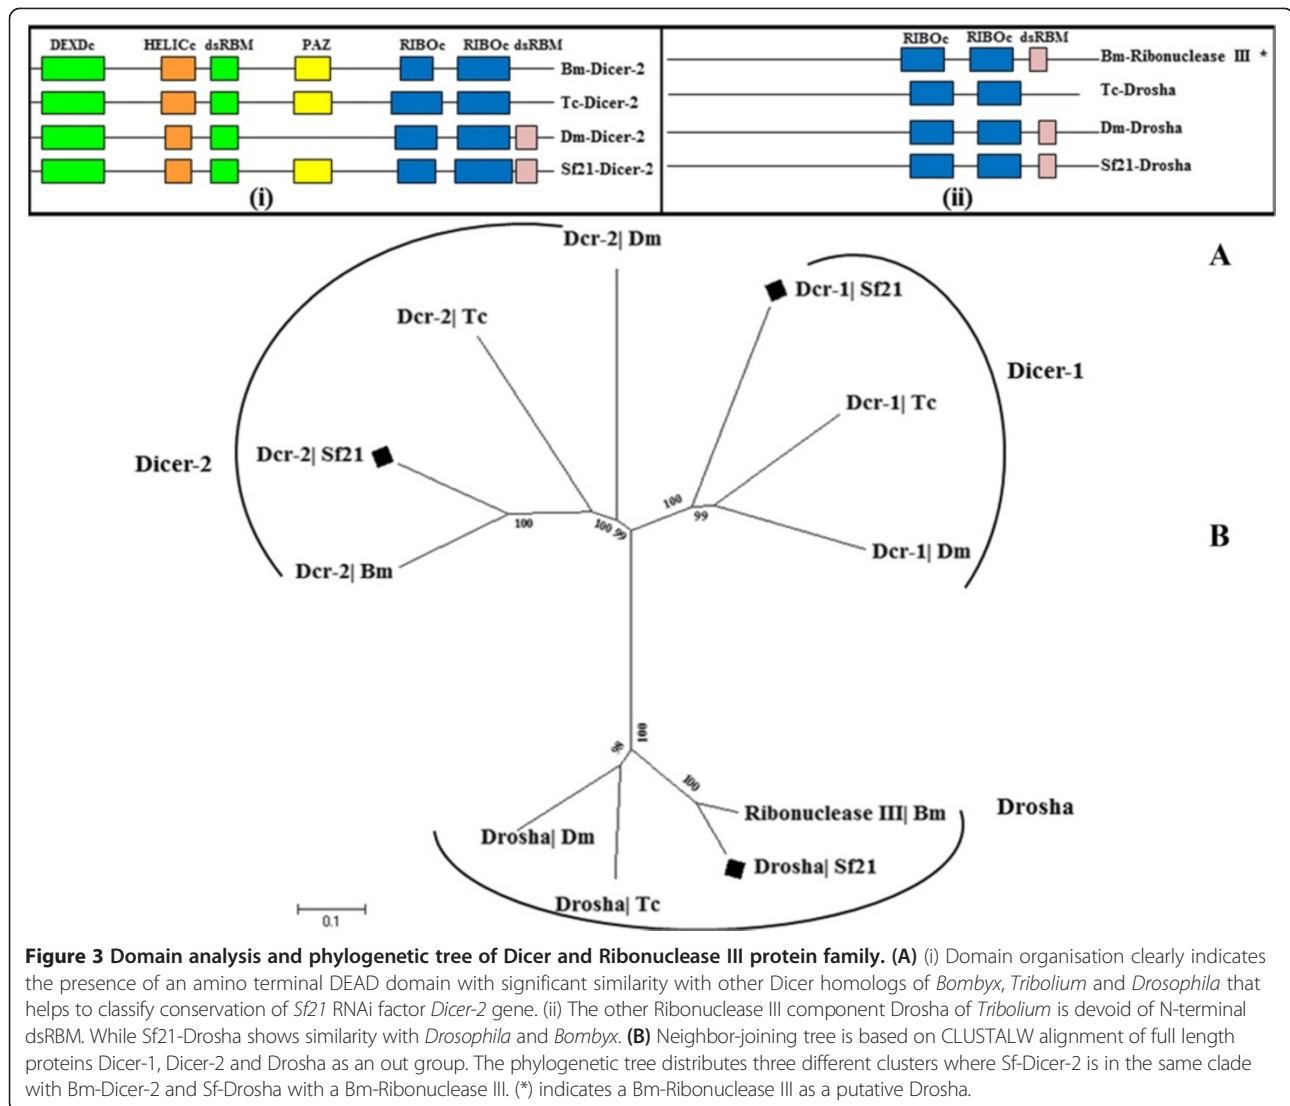 DEXDc HELICc dsRBM PAZ RIBOc RIBOc dsRBM
Bm-Dicer-2
Tc-Dicer-2
Dm-Dicer-2
Sf21-Dicer-2
(i)
RIBOc RIBOc dsRBM
Bm-Ribonuclease III *
Tc-Drosha
Dm-Drosha
Sf21-Drosha
(ii)
A
Dcr-2| Dm
Dcr-1| Sf21
Dcr-2| Tc
Dicer-1
Dcr-1| Tc
Dcr-2| Sf21
Dicer-2
100
99
100
100 99
B
Dcr-1| Dm
Dcr-2| Bm
100
98
100
Ribonuclease III| Bm
Drosha
Drosha| Dm
Drosha| Sf21
Drosha| Tc
0.1
Figure 3 Domain analysis and phylogenetic tree of Dicer and Ribonuclease III protein family. (A) (i) Domain organisation clearly indicates
the presence of an amino terminal DEAD domain with significant similarity with other Dicer homologs of Bombyx, Tribolium and Drosophila that
helps to classify conservation of Sf21 RNAi factor Dicer-2 gene. (ii) The other Ribonuclease III component Drosha of Tribolium is devoid of N-terminal
dsRBM. While Sf21-Drosha shows similarity with Drosophila and Bombyx. (B) Neighbor-joining tree is based on CLUSTALW alignment of full length
proteins Dicer-1, Dicer-2 and Drosha as an out group. The phylogenetic tree distributes three different clusters where Sf-Dicer-2 is in the same clade
with Bm-Dicer-2 and Sf-Drosha with a Bm-Ribonuclease III. (*) indicates a Bm-Ribonuclease III as a putative Drosha.